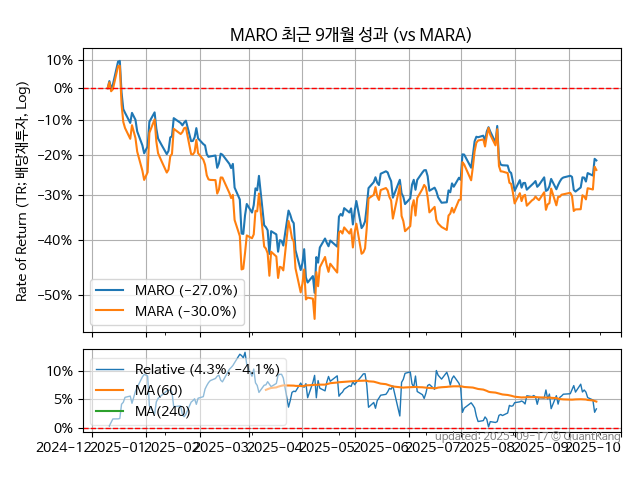 MARO 최근 9개월 성과 (vs MARA)
Rate of Return (TR: 배당재투자, Log)
10%
0%
−10%
−20%
−30%
−40%
−50%
MARO (−27.0%)
MARA (−30.0%)
10%
5%
0%
Relative (4.3%, −4.1%)
MA(60)
MA(240)
2024−12
2025−01
2025−02
2025−03
2025−04
2025−05
2025−06
2025−07
2025−08
2025−09
2025−10
updated: 2025−09−17 © QuantRanq